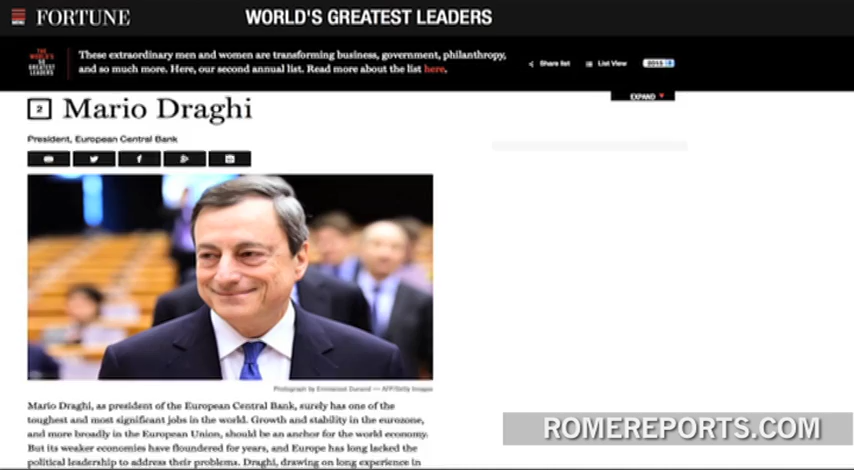 FORTUNE
WORLD'S GREATEST LEADERS
THE WORLD'S 50 GREATEST LEADERS
These extraordinary men and women are transforming business, government, philanthropy,
and so much more. Here, our second annual list. Read more about the list here.
Share list
List View
2015
EXPAND
2 Mario Draghi
President, European Central Bank
Photograph by Emmanuel Dunand — AFP/Getty Images
Mario Draghi, as president of the European Central Bank, surely has one of the
toughest and most significant jobs in the world. Growth and stability in the eurozone,
and more broadly in the European Union, should be an anchor for the world economy.
But its weaker economies have floundered for years, and Europe has long lacked the
political leadership to address their problems. Draghi, drawing on long experience in
ROMEREPORTS.COM